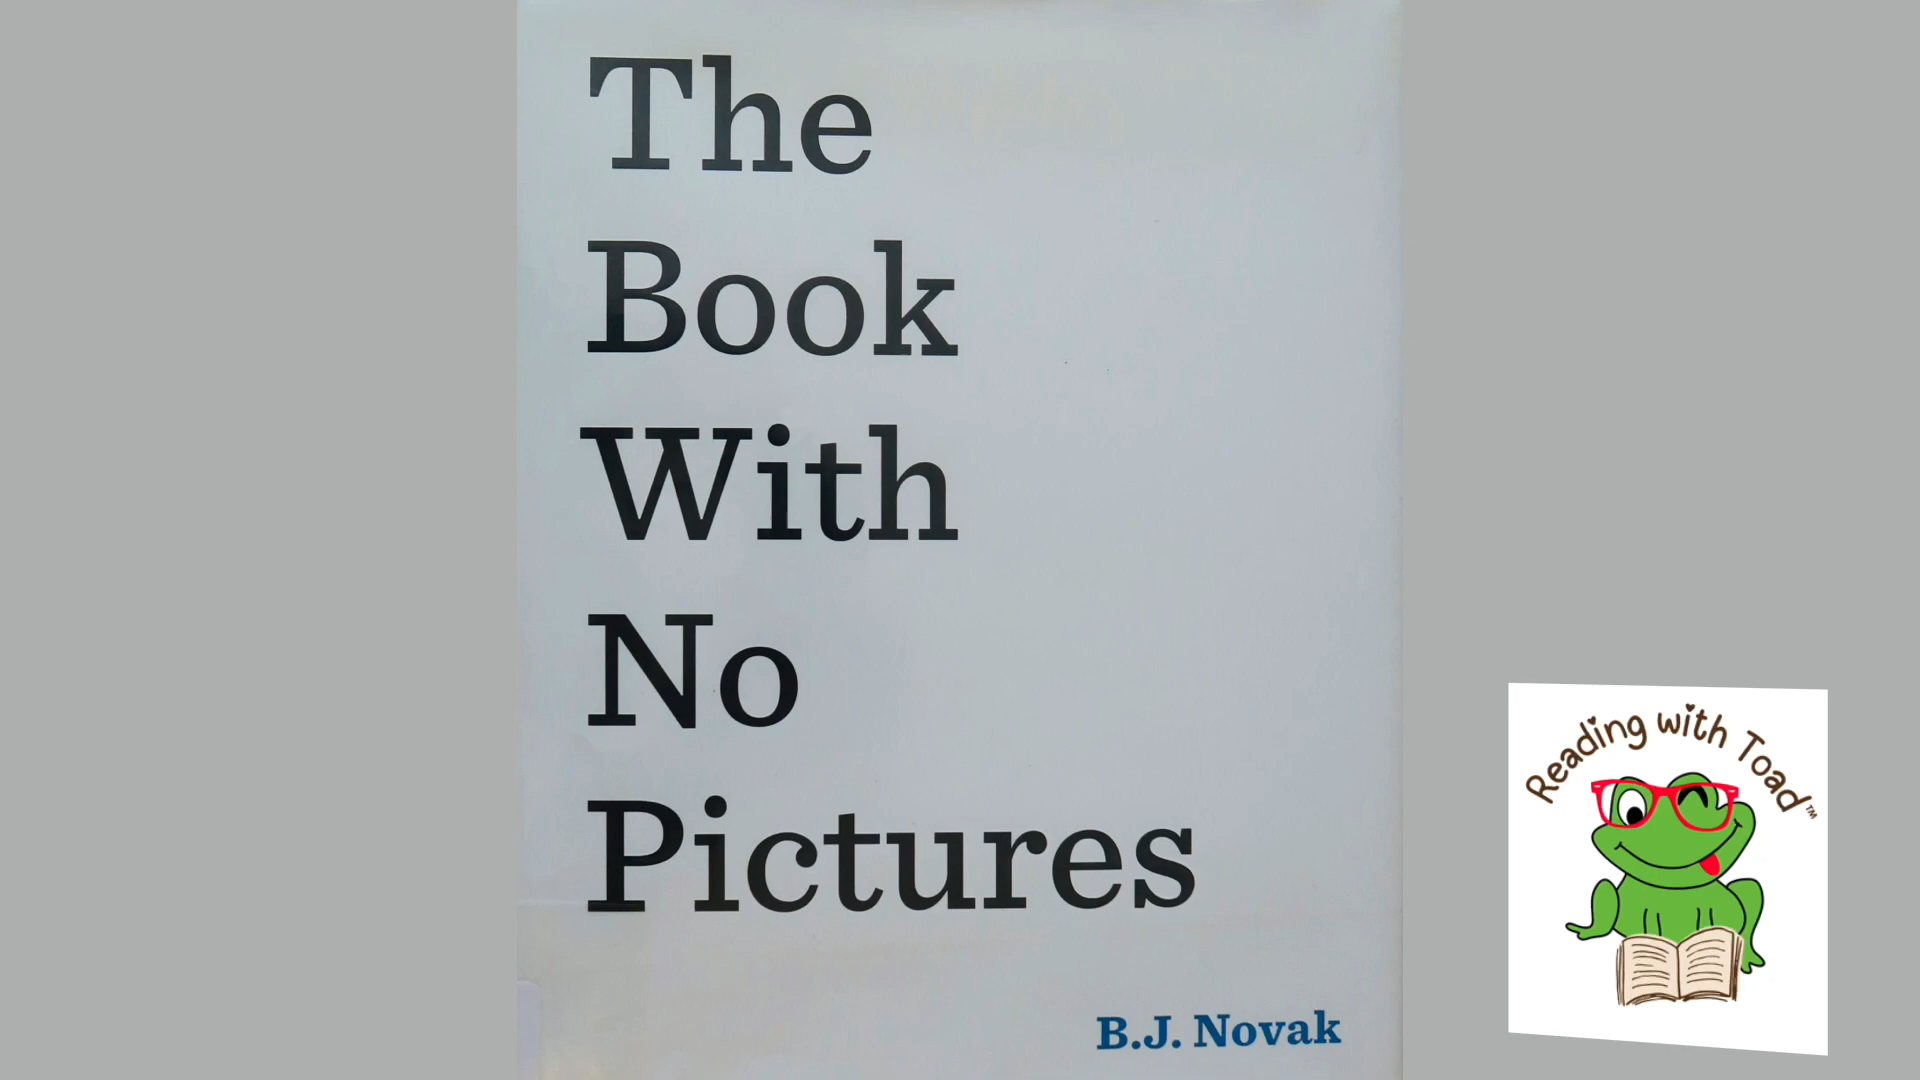 The
Book
With
No
Pictures
B.J. Novak
Reading with Toad™